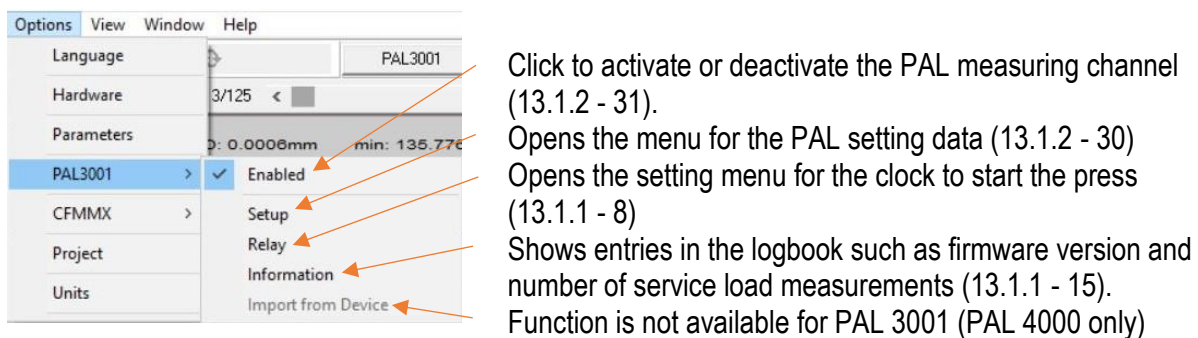 Options View Window Help
Language
PAL3001
Hardware
3/125 <
Parameters
0.0006mm min: 135.776
PAL3001 > ✓ Enabled
CFMMX >
Setup
Relay
Project
Information
Units
Import from Device
Click to activate or deactivate the PAL measuring channel
(13.1.2 - 31).
Opens the menu for the PAL setting data (13.1.2 - 30)
Opens the setting menu for the clock to start the press
(13.1.1 - 8)
Shows entries in the logbook such as firmware version and
number of service load measurements (13.1.1 - 15).
Function is not available for PAL 3001 (PAL 4000 only)